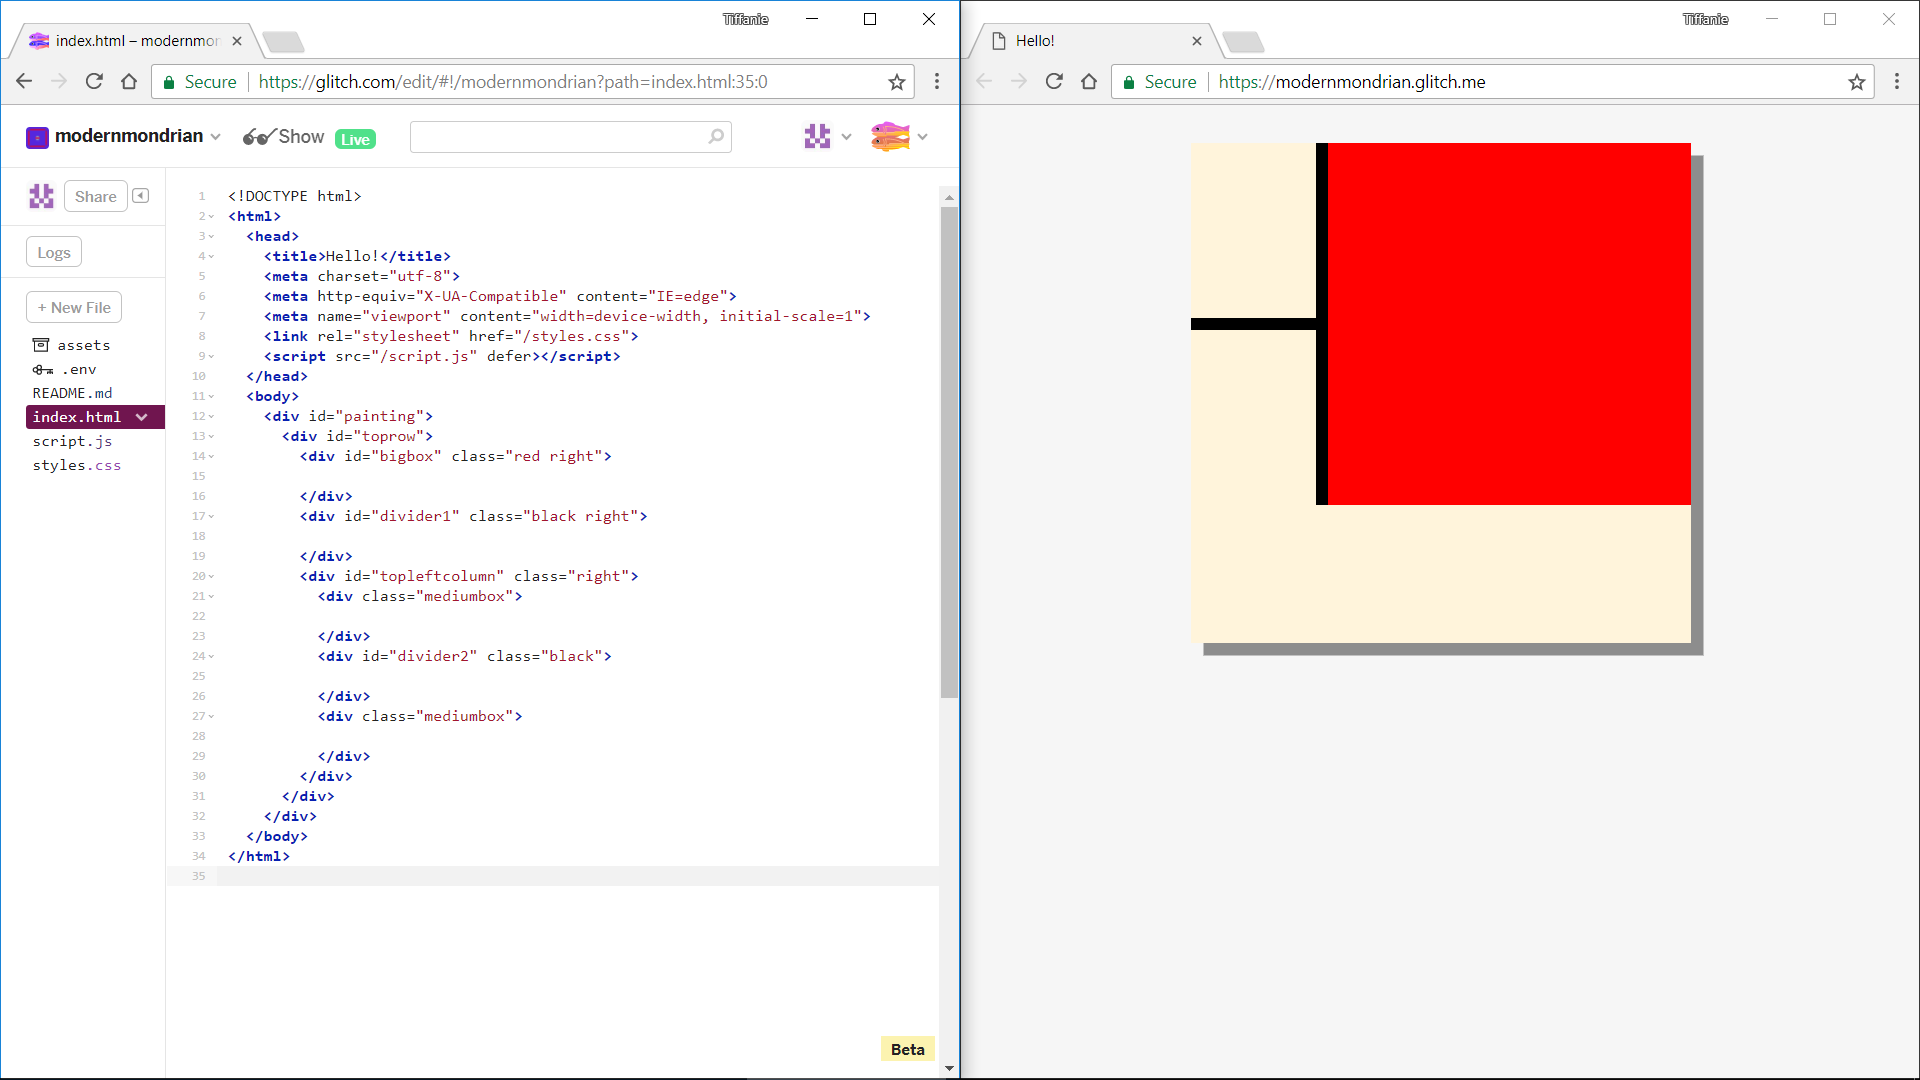 Tiffanie
index.html – modernmon
Secure https://glitch.com/edit/#!/modernmondrian?path=index.html:35:0
modernmondrian Show Live
Share
Logs
+ New File
assets
.env
README.md
index.html
script.js
styles.css
1 <!DOCTYPE html>
2 <html>
3 <head>
4 <title>Hello!</title>
5 <meta charset="utf-8">
6 <meta http-equiv="X-UA-Compatible" content="IE=edge">
7 <meta name="viewport" content="width=device-width, initial-scale=1">
8 <link rel="stylesheet" href="/styles.css">
9 <script src="/script.js" defer></script>
10 </head>
11 <body>
12 <div id="painting">
13 <div id="toprow">
14 <div id="bigbox" class="red right">
15
16 </div>
17 <div id="divider1" class="black right">
18
19 </div>
20 <div id="topleftcolumn" class="right">
21 <div class="mediumbox">
22
23 </div>
24 <div id="divider2" class="black">
25
26 </div>
27 <div class="mediumbox">
28
29 </div>
30 </div>
31 </div>
32 </div>
33 </body>
34 </html>
35
Beta
Tiffanie
Hello!
Secure https://modernmondrian.glitch.me